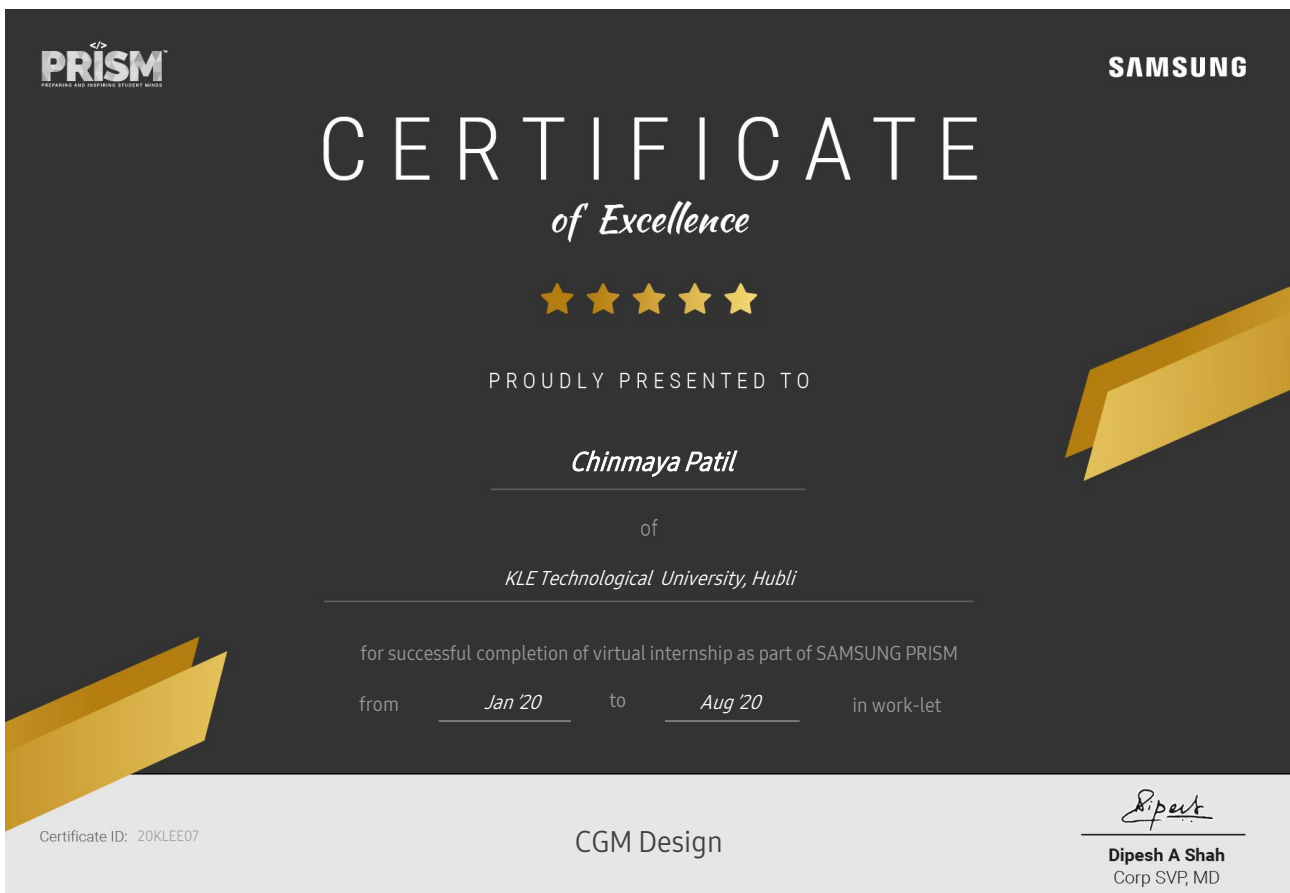 </>
PRISM™
PREPARING AND INSPIRING STUDENT MINDS
SAMSUNG
CERTIFICATE
of Excellence
PROUDLY PRESENTED TO
Chinmaya Patil
of
KLE Technological University, Hubli
for successful completion of virtual internship as part of SAMSUNG PRISM
from Jan '20 to Aug '20 in work-let
Certificate ID: 20KLEE07
CGM Design
Dipesh
Dipesh A Shah
Corp SVP, MD